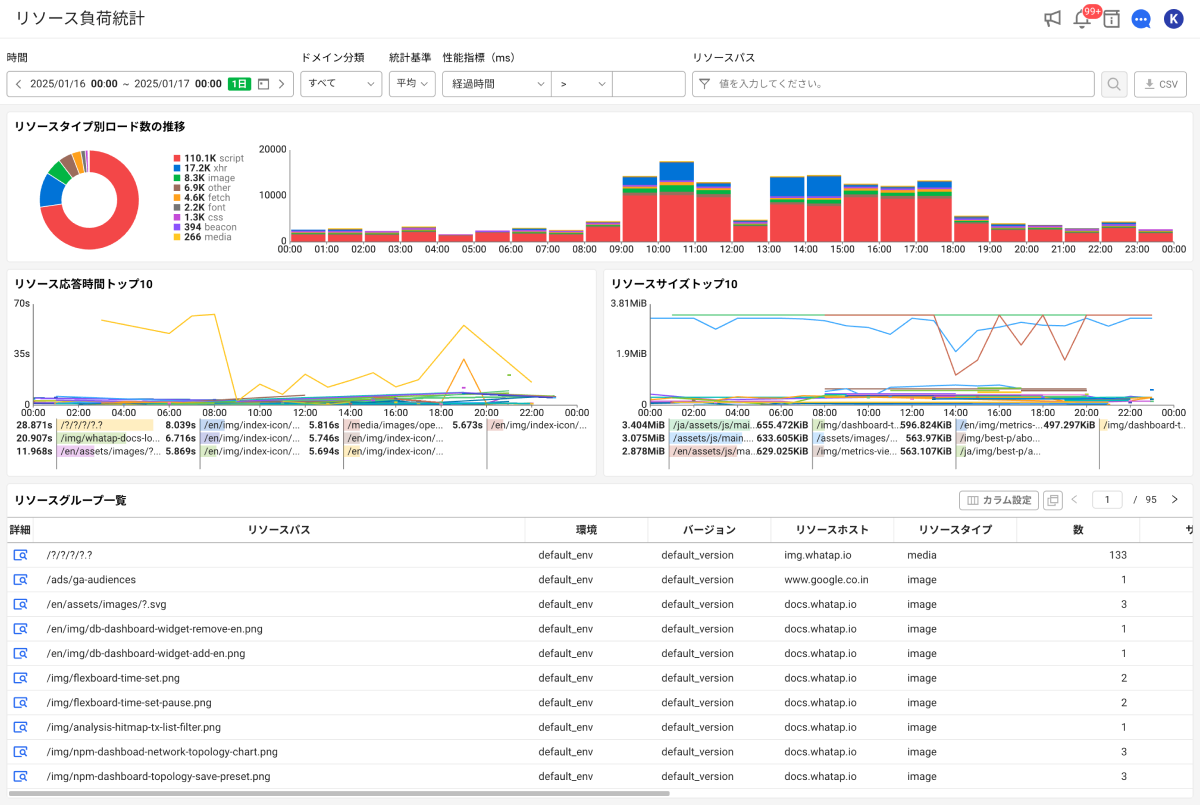 リソース負荷統計
99+
K
時間 ドメイン分類 統計基準 性能指標（ms） リソースパス
2025/01/16 00:00 ~ 2025/01/17 00:00 1日 すべて 平均 経過時間 > 値を入力してください。 CSV
リソースタイプ別ロード数の推移
110.1K script
17.2K xhr
8.3K image
6.9K other
4.6K fetch
2.2K font
1.3K css
394 beacon
266 media
20000
10000
0
00:00 01:00 02:00 03:00 04:00 05:00 06:00 07:00 08:00 09:00 10:00 11:00 12:00 13:00 14:00 15:00 16:00 17:00 18:00 19:00 20:00 21:00 22:00 23:00 00:00
リソース応答時間トップ10
70s
35s
0
00:00 02:00 04:00 06:00 08:00 10:00 12:00 14:00 16:00 18:00 20:00 22:00 00:00
28.871s /?/?/?/?.? 8.039s /en/img/index-icon/... 5.816s /media/images/ope... 5.673s /en/img/index-icon/...
20.907s /img/whatap-docs-lo... 6.716s /en/img/index-icon/... 5.746s /en/img/index-icon/...
11.968s /en/assets/images/?... 5.869s /en/img/index-icon/... 5.694s /en/img/index-icon/...
リソースサイズトップ10
3.81MiB
1.9MiB
0
00:00 02:00 04:00 06:00 08:00 10:00 12:00 14:00 16:00 18:00 20:00 22:00 00:00
3.404MiB /ja/assets/js/mai... 655.472KiB /img/dashboard-t... 596.824KiB /en/img/metrics-... 497.297KiB /img/dashboard-t...
3.075MiB /assets/js/main.... 633.605KiB /assets/images/... 563.97KiB /img/best-p/abo...
2.878MiB /en/assets/js/ma... 629.025KiB /img/metrics-vie... 563.107KiB /ja/img/best-p/a...
リソースグループ一覧 カラム設定 1 / 95
詳細 リソースパス 環境 バージョン リソースホスト リソースタイプ 数 サ
/?/?/?/?.? default_env default_version img.whatap.io media 133
/ads/ga-audiences default_env default_version www.google.co.in image 1
/en/assets/images/?.svg default_env default_version docs.whatap.io image 3
/en/img/db-dashboard-widget-remove-en.png default_env default_version docs.whatap.io image 1
/en/img/db-dashboard-widget-add-en.png default_env default_version docs.whatap.io image 1
/img/flexboard-time-set.png default_env default_version docs.whatap.io image 2
/img/flexboard-time-set-pause.png default_env default_version docs.whatap.io image 2
/img/analysis-hitmap-tx-list-filter.png default_env default_version docs.whatap.io image 1
/img/npm-dashboad-network-topology-chart.png default_env default_version docs.whatap.io image 3
/img/npm-dashboard-topology-save-preset.png default_env default_version docs.whatap.io image 3